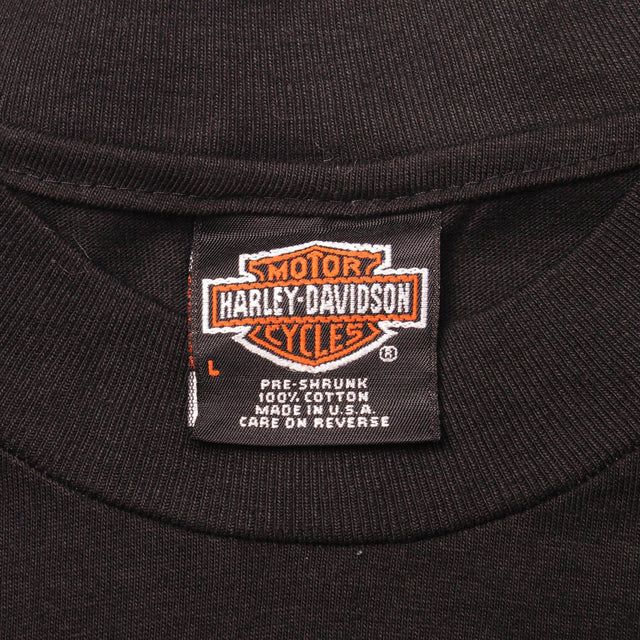 MOTOR
HARLEY-DAVIDSON
CYCLES
®
L
PRE-SHRUNK
100% COTTON
MADE IN U.S.A.
CARE ON REVERSE